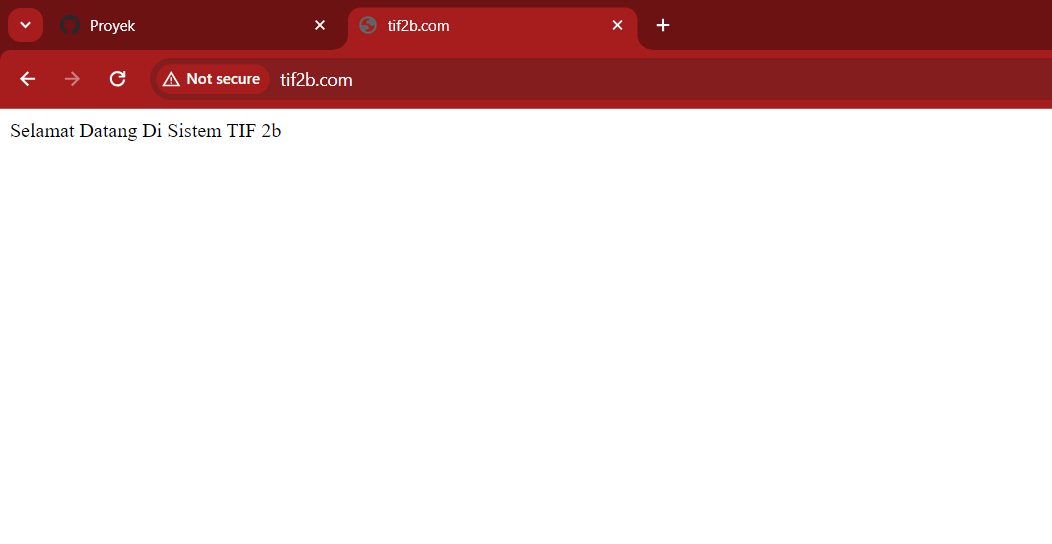 Proyek
tif2b.com
Not secure
tif2b.com
Selamat Datang Di Sistem TIF 2b